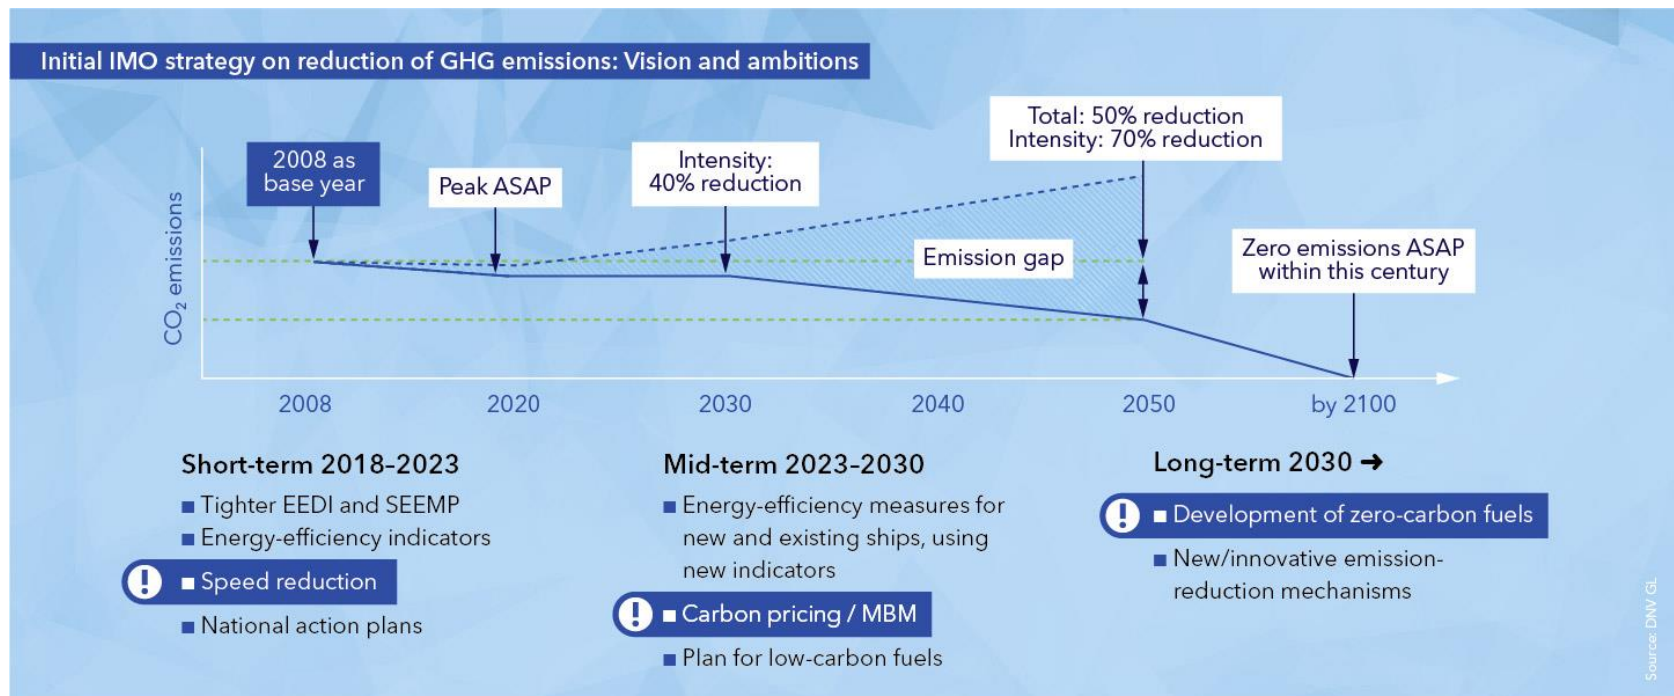 Initial IMO strategy on reduction of GHG emissions: Vision and ambitions
Total: 50% reduction
Intensity: 70% reduction
2008 as
base year
Peak ASAP
Intensity:
40% reduction
Emission gap
Zero emissions ASAP
within this century
CO₂ emissions
2008
2020
2030
2040
2050
by 2100
Short-term 2018–2023
■ Tighter EEDI and SEEMP
■ Energy-efficiency indicators
! ■ Speed reduction
■ National action plans
Mid-term 2023–2030
■ Energy-efficiency measures for
new and existing ships, using
new indicators
! ■ Carbon pricing / MBM
■ Plan for low-carbon fuels
Long-term 2030 ➔
! ■ Development of zero-carbon fuels
■ New/innovative emission-
reduction mechanisms
Source: DNV GL